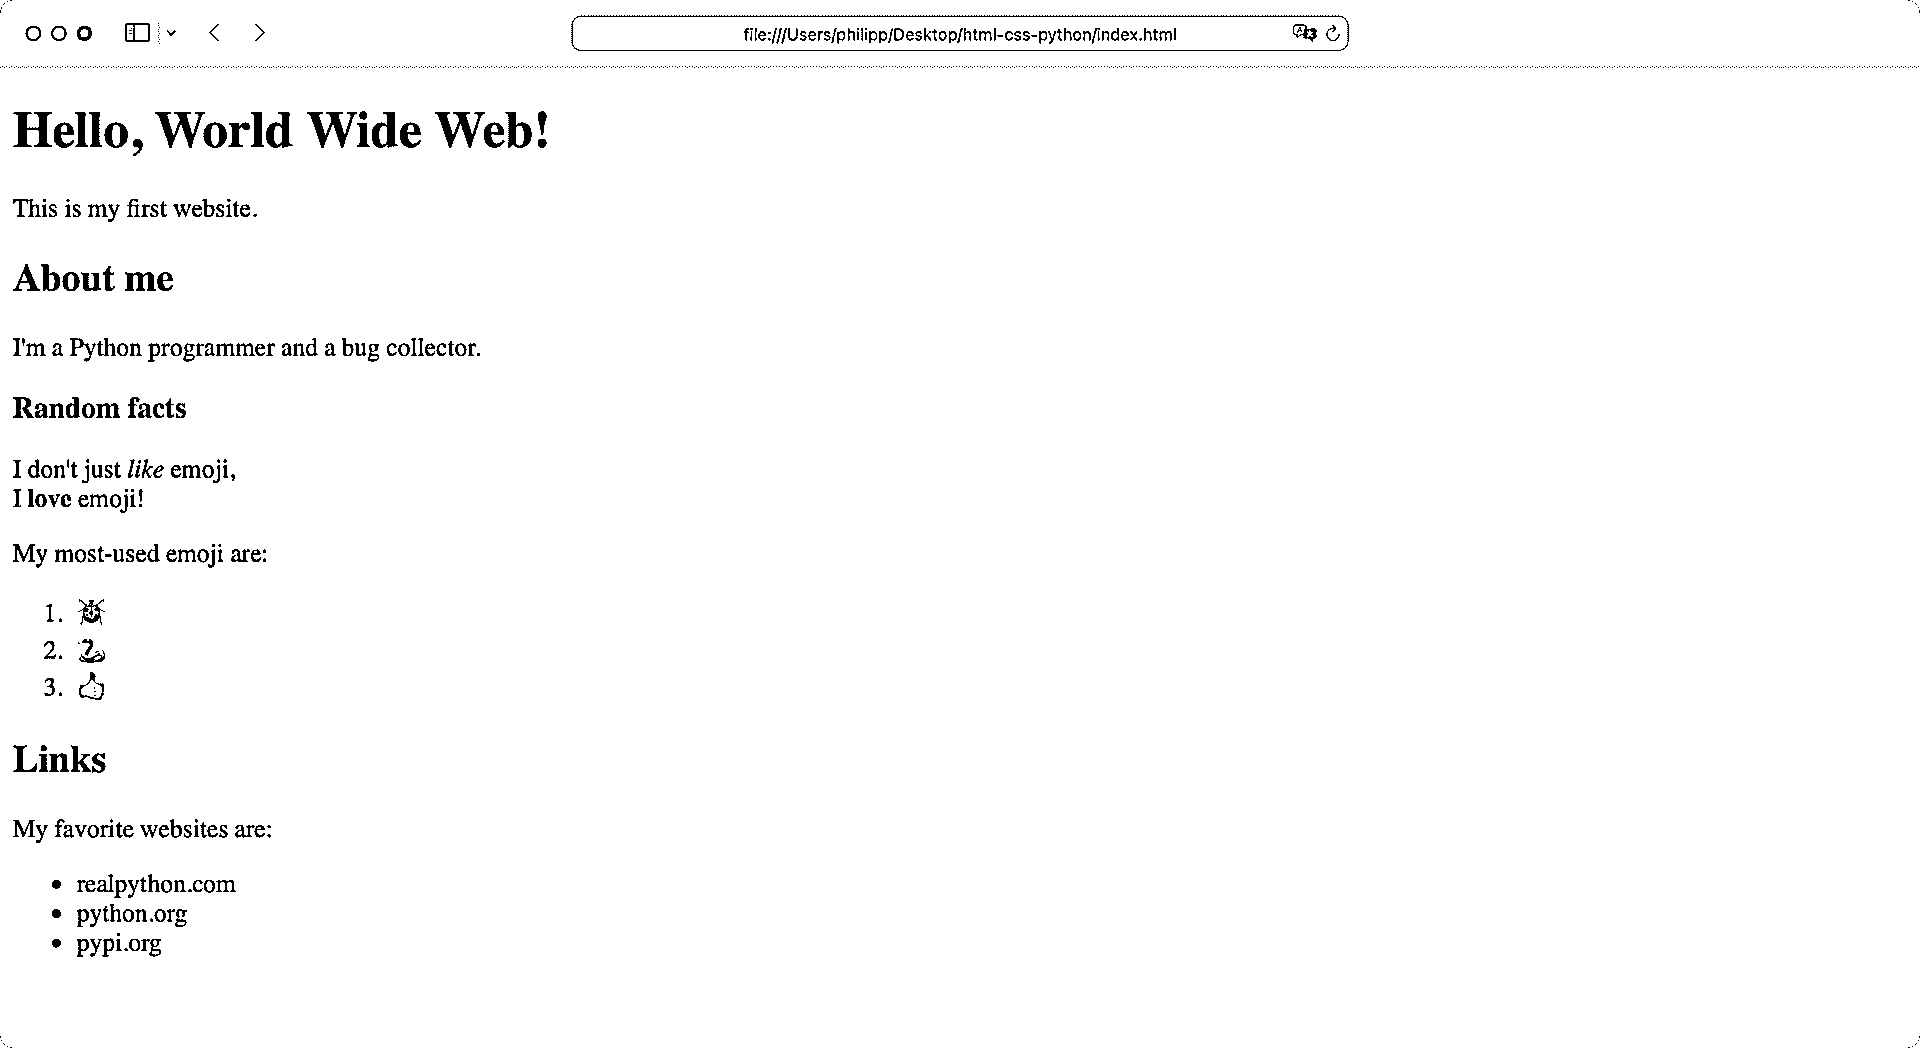 file:///Users/philipp/Desktop/html-css-python/index.html
Hello, World Wide Web!
This is my first website.
About me
I'm a Python programmer and a bug collector.
Random facts
I don't just like emoji,
I love emoji!
My most-used emoji are:
1. 🐞
2. 🐍
3. 👍
Links
My favorite websites are:
• realpython.com
• python.org
• pypi.org